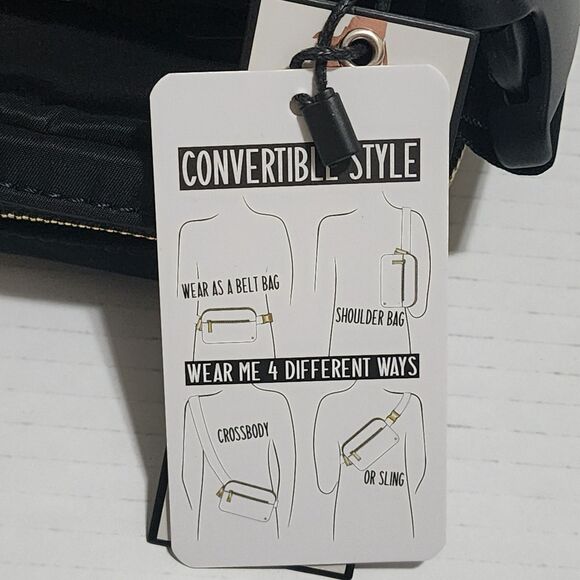 CONVERTIBLE STYLE
WEAR AS A BELT BAG
SHOULDER BAG
WEAR ME 4 DIFFERENT WAYS
CROSSBODY
OR SLING